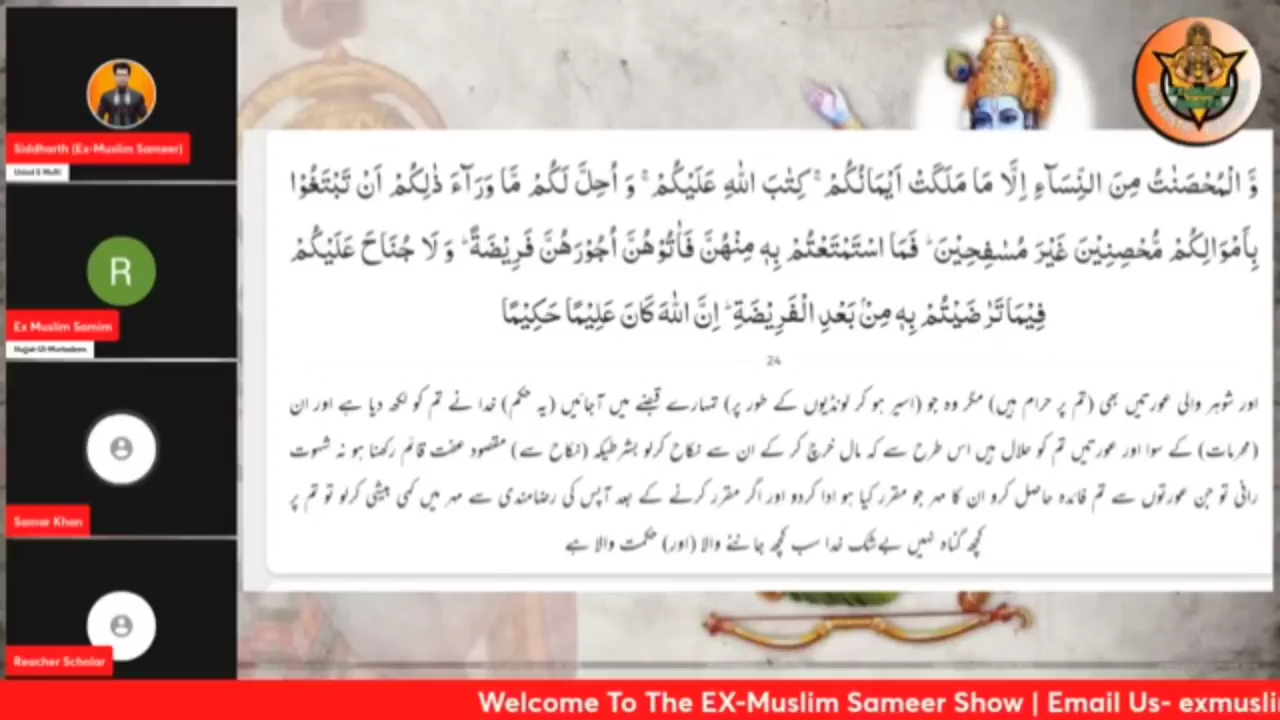 Siddharth (Ex-Muslim Sameer)
Ustad E Mufti
R
Ex Muslim Samim
Hujjat-Ul-Murtadeen
Samar Khan
Reacher Scholar
وَّ الْمُحْصَنٰتُ مِنَ النِّسَآءِ اِلَّا مَا مَلَكَتْ اَیْمَانُكُمْ ۚ كِتٰبَ اللّٰهِ عَلَیْكُمْ ۚ وَ اُحِلَّ لَكُمْ مَّا وَرَآءَ ذٰلِكُمْ اَنْ تَبْتَغُوْا
بِاَمْوَالِكُمْ مُّحْصِنِیْنَ غَیْرَ مُسٰفِحِیْنَ ؕ فَمَا اسْتَمْتَعْتُمْ بِهٖ مِنْهُنَّ فَاٰتُوْهُنَّ اُجُوْرَهُنَّ فَرِیْضَةً ؕ وَ لَا جُنَاحَ عَلَیْكُمْ
فِیْمَا تَرٰضَیْتُمْ بِهٖ مِنْۢ بَعْدِ الْفَرِیْضَةِ ؕ اِنَّ اللّٰهَ كَانَ عَلِیْمًا حَكِیْمًا
24
اور شوہر والی عورتیں بھی (تم پر حرام ہیں) مگر وہ جو (اسیر ہو کر لونڈیوں کے طور پر) تمہارے قبضے میں آجائیں (یہ حکم) خدا نے تم کو لکھ دیا ہے اور ان
(محرمات) کے سوا اور عورتیں تم کو حلال ہیں اس طرح سے کہ مال خرچ کر کے ان سے نکاح کرلو بشرطیکہ (نکاح سے) مقصود عفت قائم رکھنا ہو نہ شہوت
رانی تو جن عورتوں سے تم فائدہ حاصل کرو ان کا مہر جو مقرر کیا ہو ادا کردو اور اگر مقرر کرنے کے بعد آپس کی رضامندی سے مہر میں کمی بیشی کرلو تو تم پر
کچھ گناہ نہیں بےشک خدا سب کچھ جاننے والا (اور) حکمت والا ہے
Welcome To The EX-Muslim Sameer Show | Email Us- exmusli